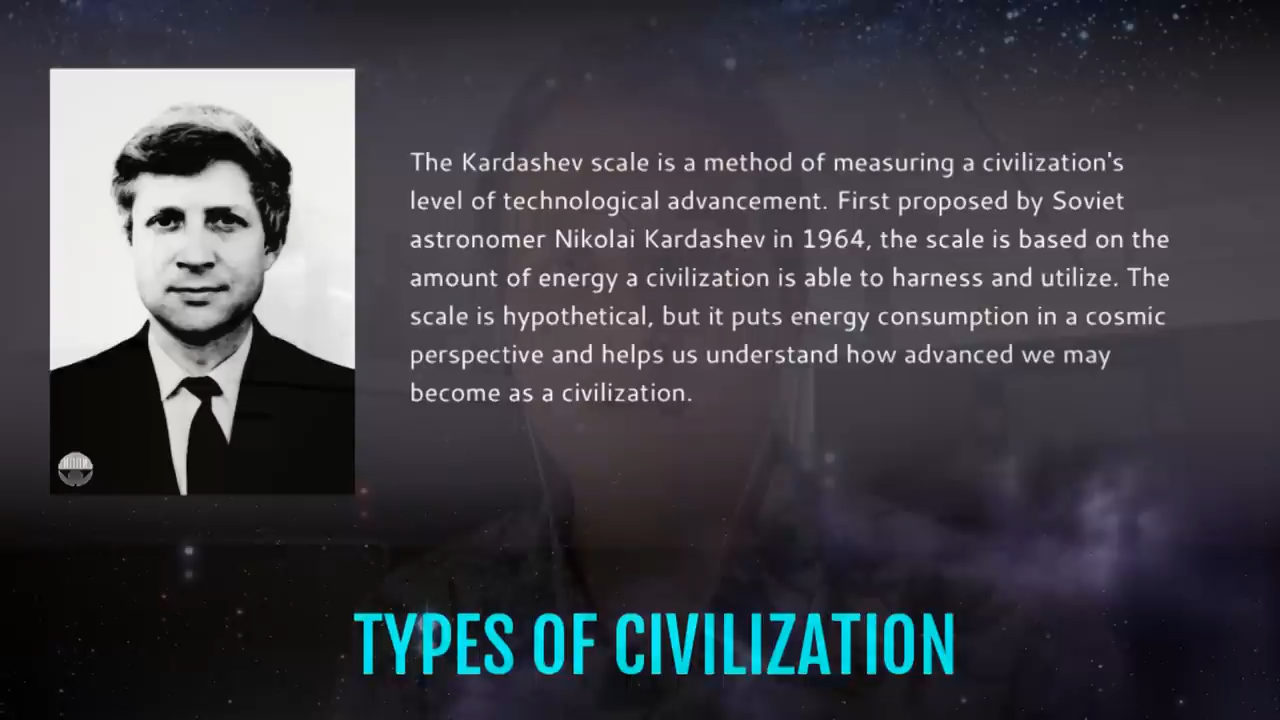 The Kardashev scale is a method of measuring a civilization's
level of technological advancement. First proposed by Soviet
astronomer Nikolai Kardashev in 1964, the scale is based on the
amount of energy a civilization is able to harness and utilize. The
scale is hypothetical, but it puts energy consumption in a cosmic
perspective and helps us understand how advanced we may
become as a civilization.
TYPES OF CIVILIZATION